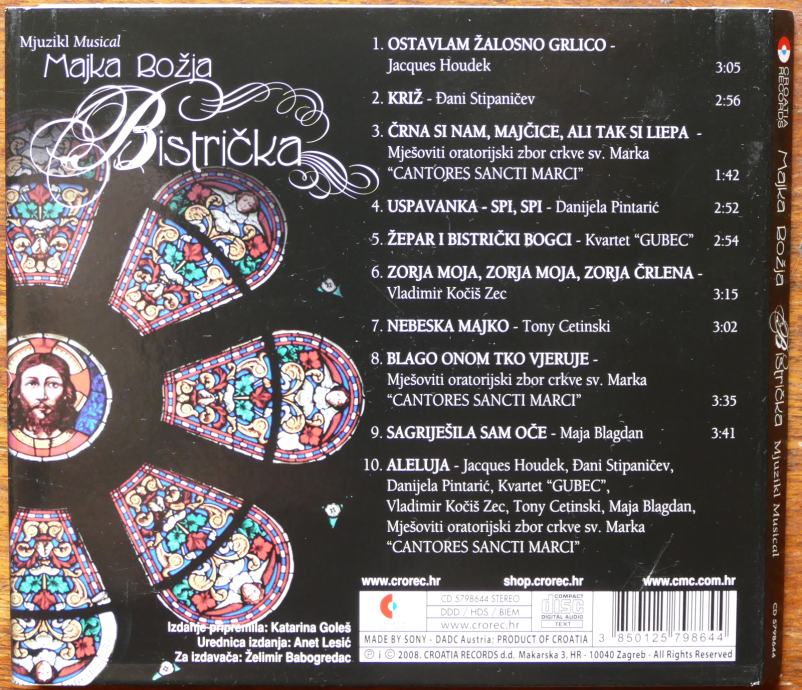 Mjuzikl Musical
Majka Božja
Bistrička
1. OSTAVLAM ŽALOSNO GRLICO -
Jacques Houdek 3:05
2. KRIŽ - Đani Stipaničev 2:56
3. ČRNA SI NAM, MAJČICE, ALI TAK SI LIEPA -
Mješoviti oratorijski zbor crkve sv. Marka
“CANTORES SANCTI MARCI” 1:42
4. USPAVANKA - SPI, SPI - Danijela Pintarić 2:52
5. ŽEPAR I BISTRIČKI BOGCI - Kvartet “GUBEC” 2:54
6. ZORJA MOJA, ZORJA MOJA, ZORJA ČRLENA -
Vladimir Kočiš Zec 3:15
7. NEBESKA MAJKO - Tony Cetinski 3:02
8. BLAGO ONOM TKO VJERUJE -
Mješoviti oratorijski zbor crkve sv. Marka
“CANTORES SANCTI MARCI” 3:35
9. SAGRIJEŠILA SAM OČE - Maja Blagdan 3:41
10. ALELUJA - Jacques Houdek, Đani Stipaničev,
Danijela Pintarić, Kvartet “GUBEC”,
Vladimir Kočiš Zec, Tony Cetinski, Maja Blagdan,
Mješoviti oratorijski zbor crkve sv. Marka
“CANTORES SANCTI MARCI”
www.crorec.hr shop.crorec.hr www.cmc.com.hr
CD 5798644 STEREO
DDD / HDS / BIEM
www.crorec.hr
COMPACT
disc
DIGITAL AUDIO
TEXT
3 850125 798644
MADE BY SONY - DADC Austria: PRODUCT OF CROATIA
Ⓟ i © 2008. CROATIA RECORDS d.d. Makarska 3, HR - 10040 Zagreb - All Rights Reserved
Izdanje pripremila: Katarina Goleš
Urednica izdanja: Anet Lesić
Za izdavača: Želimir Babogredac
CROATIA
RECORDS
Majka Božja Bistrička Mjuzikl Musical
CD 5798644